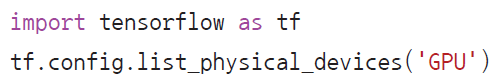 import tensorflow as tf
tf.config.list_physical_devices('GPU')